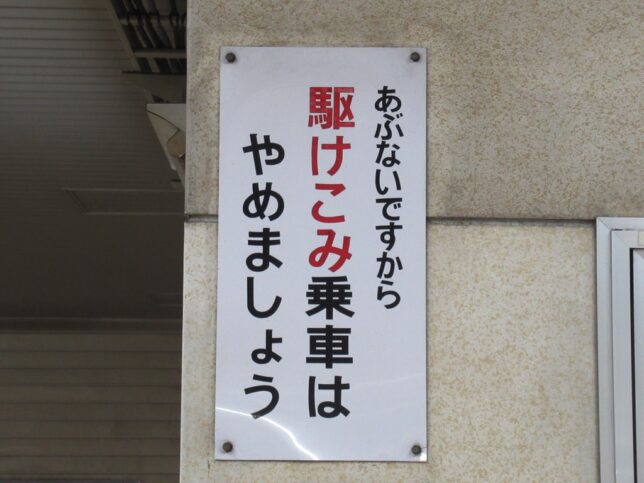 あぶないですから
駆けこみ乗車は
やめましょう